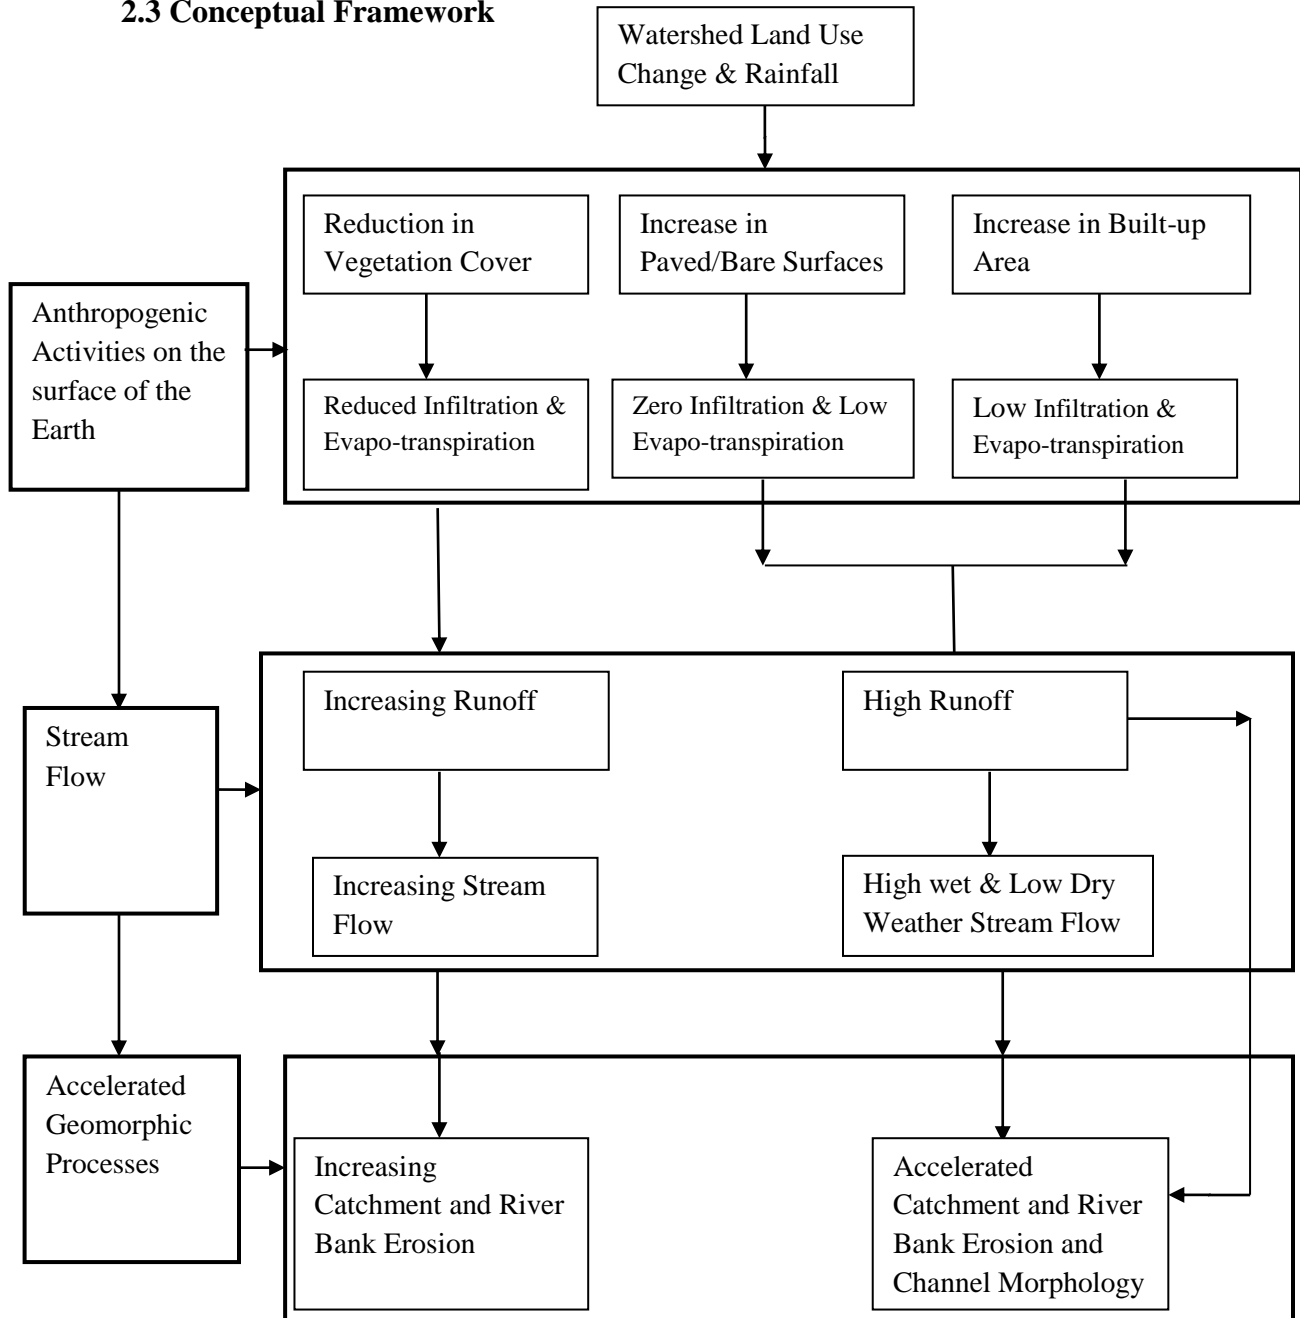 2.3 Conceptual Framework
Watershed Land Use
Change & Rainfall
Reduction in
Vegetation Cover
Increase in
Paved/Bare Surfaces
Increase in Built-up
Area
Anthropogenic
Activities on the
surface of the
Earth
Reduced Infiltration &
Evapo-transpiration
Zero Infiltration & Low
Evapo-transpiration
Low Infiltration &
Evapo-transpiration
Stream
Flow
Increasing Runoff
High Runoff
Increasing Stream
Flow
High wet & Low Dry
Weather Stream Flow
Accelerated
Geomorphic
Processes
Increasing
Catchment and River
Bank Erosion
Accelerated
Catchment and River
Bank Erosion and
Channel Morphology